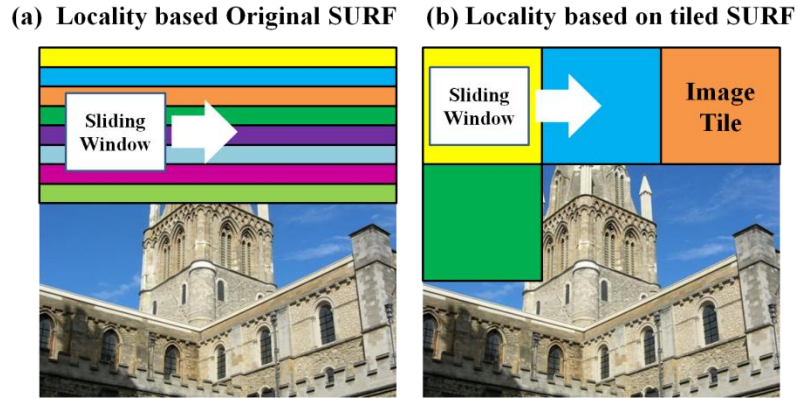 (a) Locality based Original SURF
(b) Locality based on tiled SURF
Sliding
Window
Sliding
Window
Image
Tile